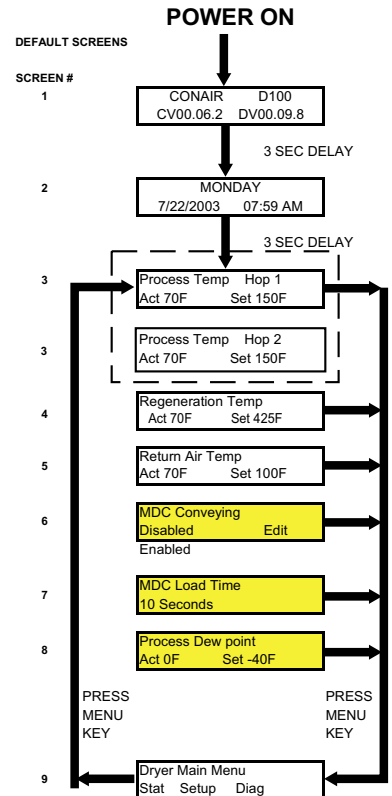 POWER ON
DEFAULT SCREENS
SCREEN #
1
CONAIR D100
CV00.06.2 DV00.09.8
3 SEC DELAY
2
MONDAY
7/22/2003 07:59 AM
3 SEC DELAY
3
Process Temp Hop 1
Act 70F Set 150F
3
Process Temp Hop 2
Act 70F Set 150F
4
Regeneration Temp
Act 70F Set 425F
5
Return Air Temp
Act 70F Set 100F
6
MDC Conveying
Disabled Edit
Enabled
7
MDC Load Time
10 Seconds
8
Process Dew point
Act 0F Set -40F
PRESS
MENU
KEY
PRESS
MENU
KEY
9
Dryer Main Menu
Stat Setup Diag